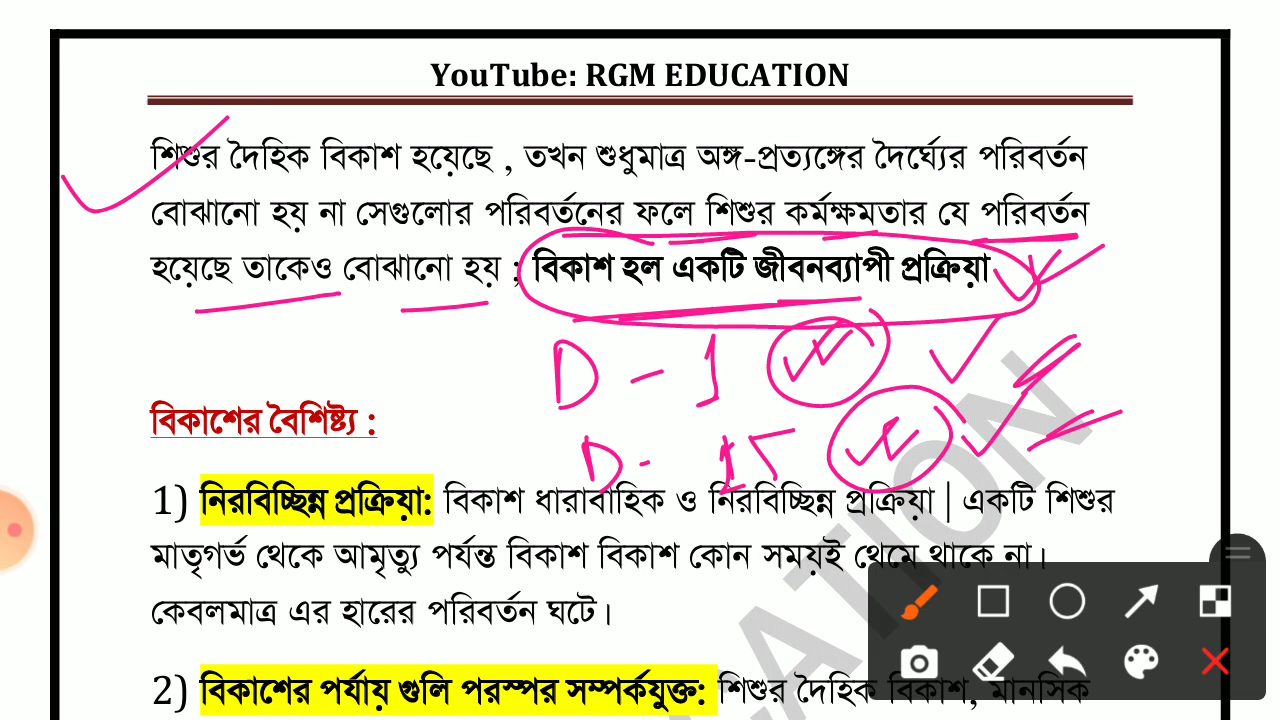 YouTube: RGM EDUCATION
শিশুর দৈহিক বিকাশ হয়েছে , তখন শুধুমাত্র অঙ্গ-প্রত্যঙ্গের দৈর্ঘ্যের পরিবর্তন
বোঝানো হয় না সেগুলোর পরিবর্তনের ফলে শিশুর কর্মক্ষমতার যে পরিবর্তন
হয়েছে তাকেও বোঝানো হয় ; বিকাশ হল একটি জীবনব্যাপী প্রক্রিয়া
D - 1
বিকাশের বৈশিষ্ট্য :
D - 15
1) নিরবিচ্ছিন্ন প্রক্রিয়া: বিকাশ ধারাবাহিক ও নিরবিচ্ছিন্ন প্রক্রিয়া | একটি শিশুর
মাতৃগর্ভ থেকে আমৃত্যু পর্যন্ত বিকাশ বিকাশ কোন সময়ই থেমে থাকে না।
কেবলমাত্র এর হারের পরিবর্তন ঘটে।
2) বিকাশের পর্যায় গুলি পরস্পর সম্পর্কযুক্ত: শিশুর দৈহিক বিকাশ, মানসিক